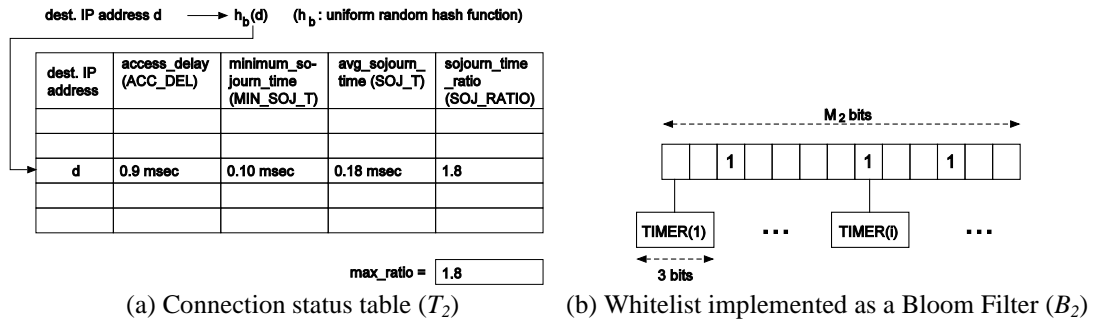 dest. IP address d h_b(d) (h_b : uniform random hash function)
dest. IP address
access_delay (ACC_DEL)
minimum_so-journ_time (MIN_SOJ_T)
avg_sojourn_time (SOJ_T)
sojourn_time_ratio (SOJ_RATIO)
d 0.9 msec 0.10 msec 0.18 msec 1.8
max_ratio = 1.8
(a) Connection status table (T_2)
M_2 bits
1 1 1
TIMER(1) ... TIMER(i) ...
3 bits
(b) Whitelist implemented as a Bloom Filter (B_2)